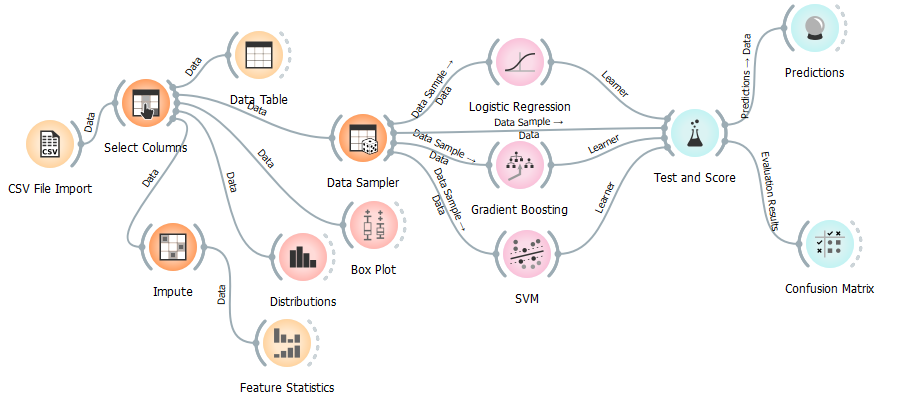 Data
Data Table
Data
CSV
CSV File Import
Select Columns
Data
Data
Data
Data
Data Sampler
Impute
Distributions
Box Plot
Data
Feature Statistics
Data Sample →
Data
Logistic Regression
Data Sample →
Data
Data Sample →
Data
Gradient Boosting
Data Sample →
Data
SVM
Learner
Learner
Learner
Test and Score
Predictions → Data
Predictions
Evaluation Results
Confusion Matrix